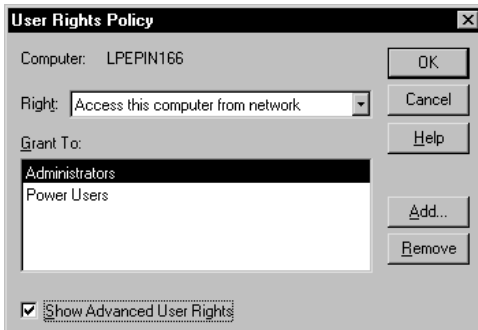 User Rights Policy
Computer: LPEPIN166
OK
Right: Access this computer from network
Cancel
Help
Grant To:
Administrators
Power Users
Add...
Remove
Show Advanced User Rights